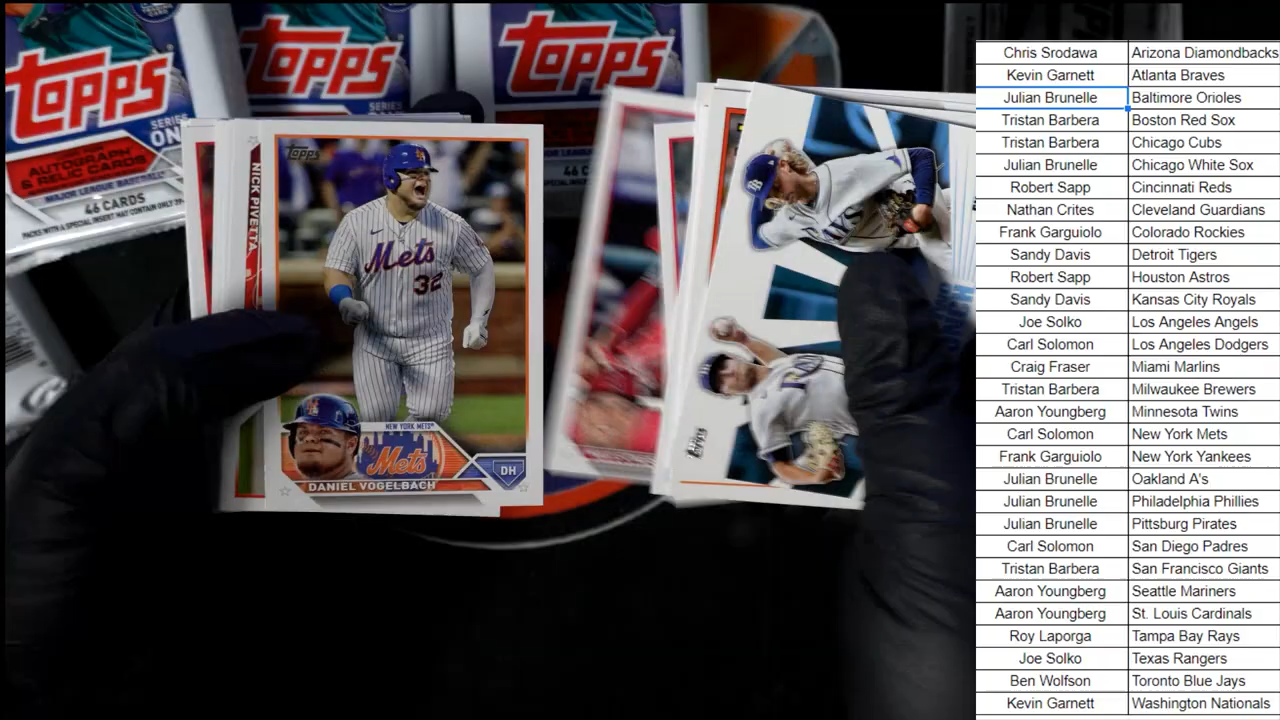 TOPPS
SERIES
ON
LOOK FOR
AUTOGRAPH
& RELIC CARDS
MAJOR LEAGUE BASEBALL
46 CARDS
TOPPS
SERIES
TOPPS
46 C
NICK PIVETTA
TOPPS
Mets
32
NEW YORK METS
Mets
DH
DANIEL VOGELBACH
Chris Srodawa Arizona Diamondbacks
Kevin Garnett Atlanta Braves
Julian Brunelle Baltimore Orioles
Tristan Barbera Boston Red Sox
Tristan Barbera Chicago Cubs
Julian Brunelle Chicago White Sox
Robert Sapp Cincinnati Reds
Nathan Crites Cleveland Guardians
Frank Garguiolo Colorado Rockies
Sandy Davis Detroit Tigers
Robert Sapp Houston Astros
Sandy Davis Kansas City Royals
Joe Solko Los Angeles Angels
Carl Solomon Los Angeles Dodgers
Craig Fraser Miami Marlins
Tristan Barbera Milwaukee Brewers
Aaron Youngberg Minnesota Twins
Carl Solomon New York Mets
Frank Garguiolo New York Yankees
Julian Brunelle Oakland A's
Julian Brunelle Philadelphia Phillies
Julian Brunelle Pittsburg Pirates
Carl Solomon San Diego Padres
Tristan Barbera San Francisco Giants
Aaron Youngberg Seattle Mariners
Aaron Youngberg St. Louis Cardinals
Roy Laporga Tampa Bay Rays
Joe Solko Texas Rangers
Ben Wolfson Toronto Blue Jays
Kevin Garnett Washington Nationals